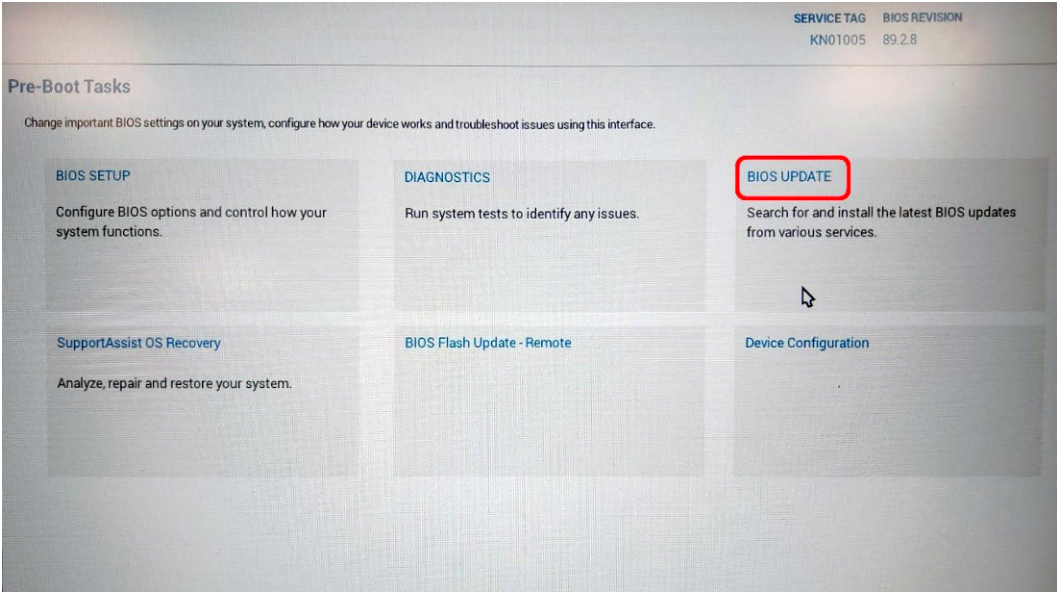 SERVICE TAG BIOS REVISION
KN01005 89.2.8
Pre-Boot Tasks
Change important BIOS settings on your system, configure how your device works and troubleshoot issues using this interface.
BIOS SETUP
Configure BIOS options and control how your
system functions.
DIAGNOSTICS
Run system tests to identify any issues.
BIOS UPDATE
Search for and install the latest BIOS updates
from various services.
SupportAssist OS Recovery
Analyze, repair and restore your system.
BIOS Flash Update - Remote
Device Configuration